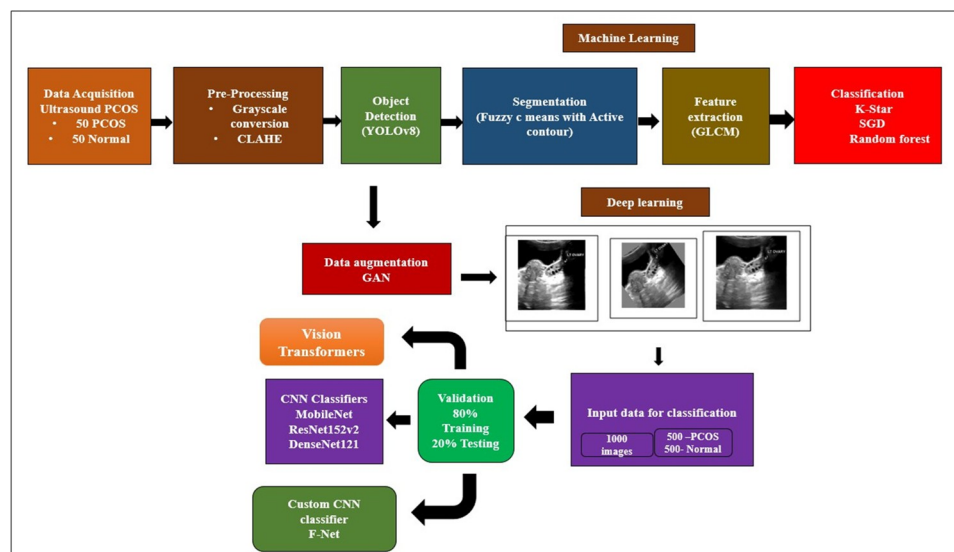 Machine Learning
Data Acquisition
Ultrasound PCOS
• 50 PCOS
• 50 Normal
Pre-Processing
• Grayscale
conversion
• CLAHE
Object
Detection
(YOLOv8)
Segmentation
(Fuzzy c means with Active
contour)
Feature
extraction
(GLCM)
Classification
K-Star
SGD
Random forest
Deep learning
Data augmentation
GAN
Vision
Transformers
CNN Classifiers
MobileNet
ResNet152v2
DenseNet121
Validation
80%
Training
20% Testing
Input data for classification
1000
images
500 –PCOS
500- Normal
Custom CNN
classifier
F-Net